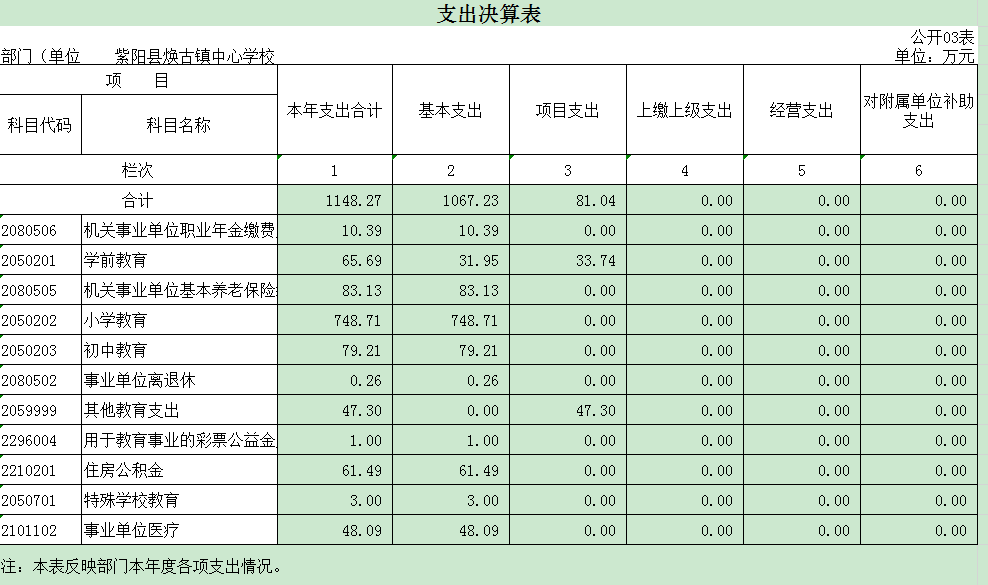 支出决算表
公开03表
部门（单位 紫阳县焕古镇中心学校 单位：万元
项 目 本年支出合计 基本支出 项目支出 上缴上级支出 经营支出 对附属单位补助支出
科目代码 科目名称
栏次 1 2 3 4 5 6
合计 1148.27 1067.23 81.04 0.00 0.00 0.00
2080506 机关事业单位职业年金缴费 10.39 10.39 0.00 0.00 0.00 0.00
2050201 学前教育 65.69 31.95 33.74 0.00 0.00 0.00
2080505 机关事业单位基本养老保险 83.13 83.13 0.00 0.00 0.00 0.00
2050202 小学教育 748.71 748.71 0.00 0.00 0.00 0.00
2050203 初中教育 79.21 79.21 0.00 0.00 0.00 0.00
2080502 事业单位离退休 0.26 0.26 0.00 0.00 0.00 0.00
2059999 其他教育支出 47.30 0.00 47.30 0.00 0.00 0.00
2296004 用于教育事业的彩票公益金 1.00 1.00 0.00 0.00 0.00 0.00
2210201 住房公积金 61.49 61.49 0.00 0.00 0.00 0.00
2050701 特殊学校教育 3.00 3.00 0.00 0.00 0.00 0.00
2101102 事业单位医疗 48.09 48.09 0.00 0.00 0.00 0.00
注：本表反映部门本年度各项支出情况。